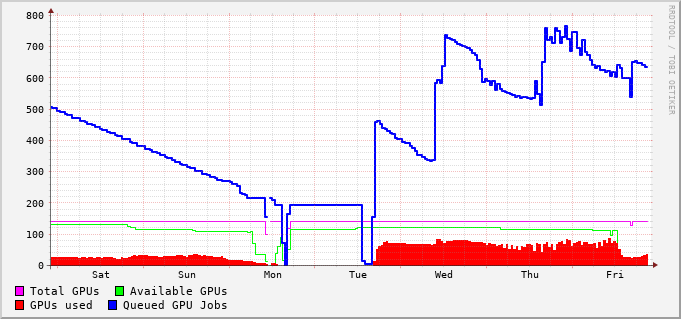 800
700
600
500
400
300
200
100
0
Sat Sun Mon Tue Wed Thu Fri
Total GPUs Available GPUs
GPUs used Queued GPU Jobs
RRDTOOL / TOBI OETIKER